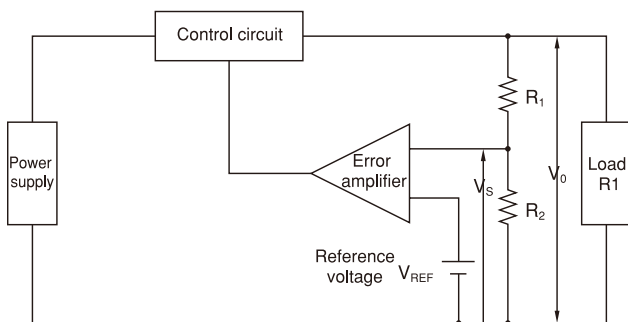 Control circuit
R1
Power
supply
Error
amplifier
VS
V0
Load
R1
R2
Reference
voltage VREF